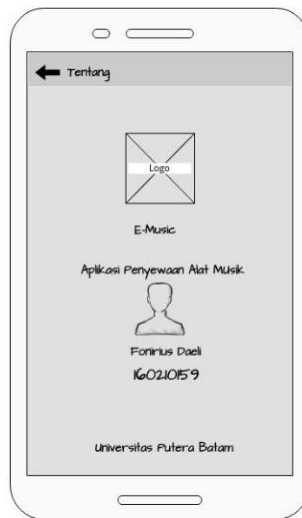 Tentang
Logo
E-Music
Aplikasi Penyewaan Alat Musik
Fonirius Daeli
160210159
Universitas Putera Batam